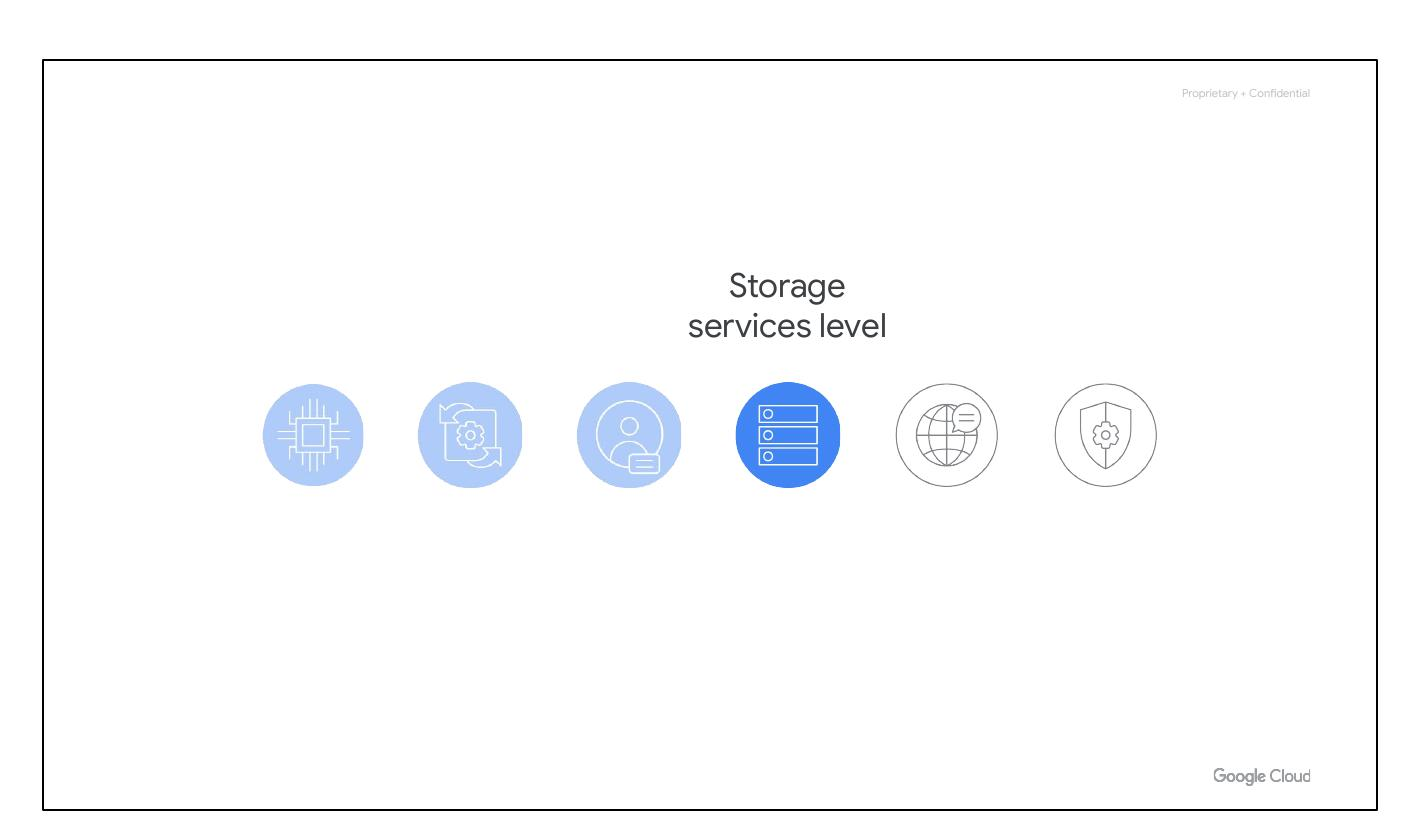 Proprietary + Confidential
Storage
services level
Google Cloud